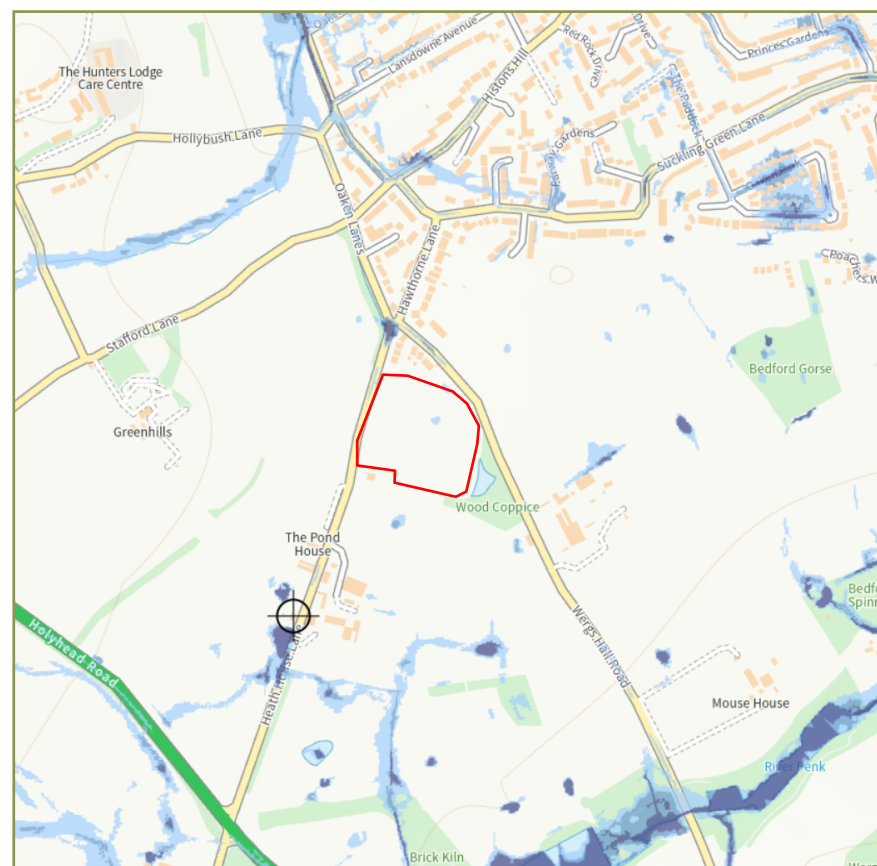 Oaken
Lansdowne Avenue
Red Rock Drive
Drive
Princes Gardens
The Hunters Lodge
Care Centre
Histons Hill
The Paddock
Hollybush Lane
Gardens
Suckling Green Lane
Oaken Lanes
Hawthorne Lane
Stafford Lane
Bedford Gorse
Greenhills
Wood Coppice
The Pond
House
Holyhead Road
Heath House Lane
Wergs Hall Road
Bedf
Spinn
Mouse House
River Penk
Brick Kiln